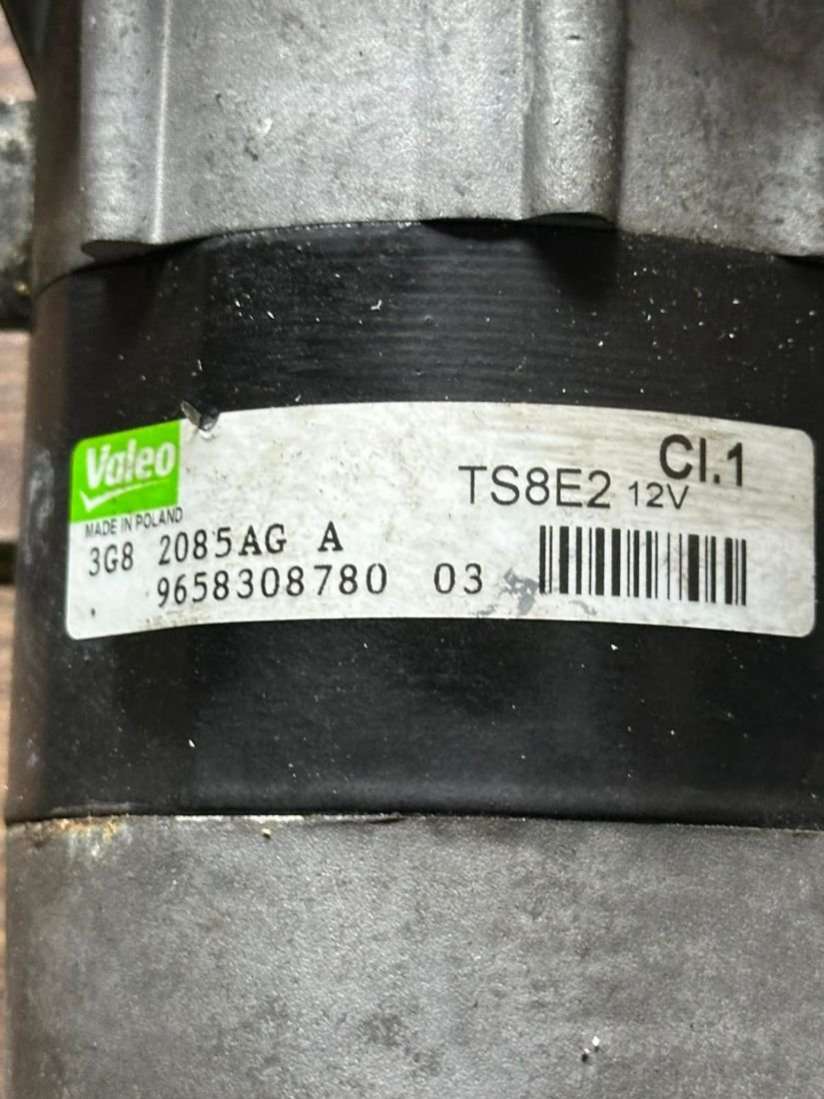 Valeo
MADE IN POLAND
TS8E2 12V Cl.1
3G8 2085AG A
9658308780 03